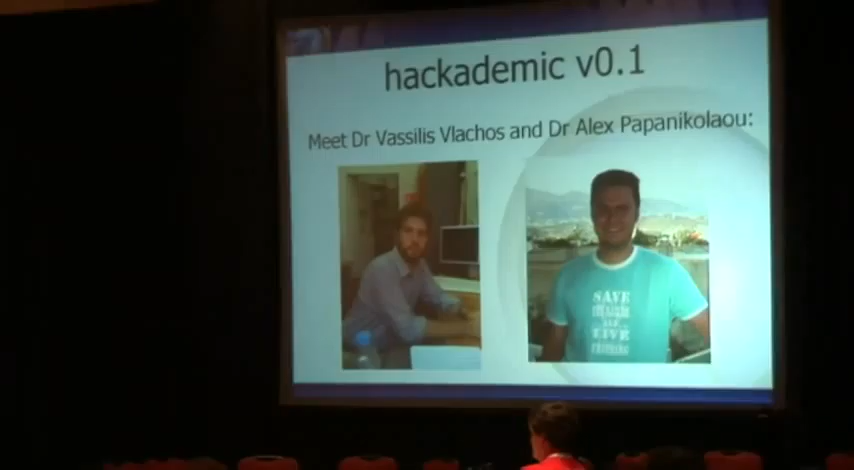 hackademic v0.1
Meet Dr Vassilis Vlachos and Dr Alex Papanikolaou:
SAVE
LIVE